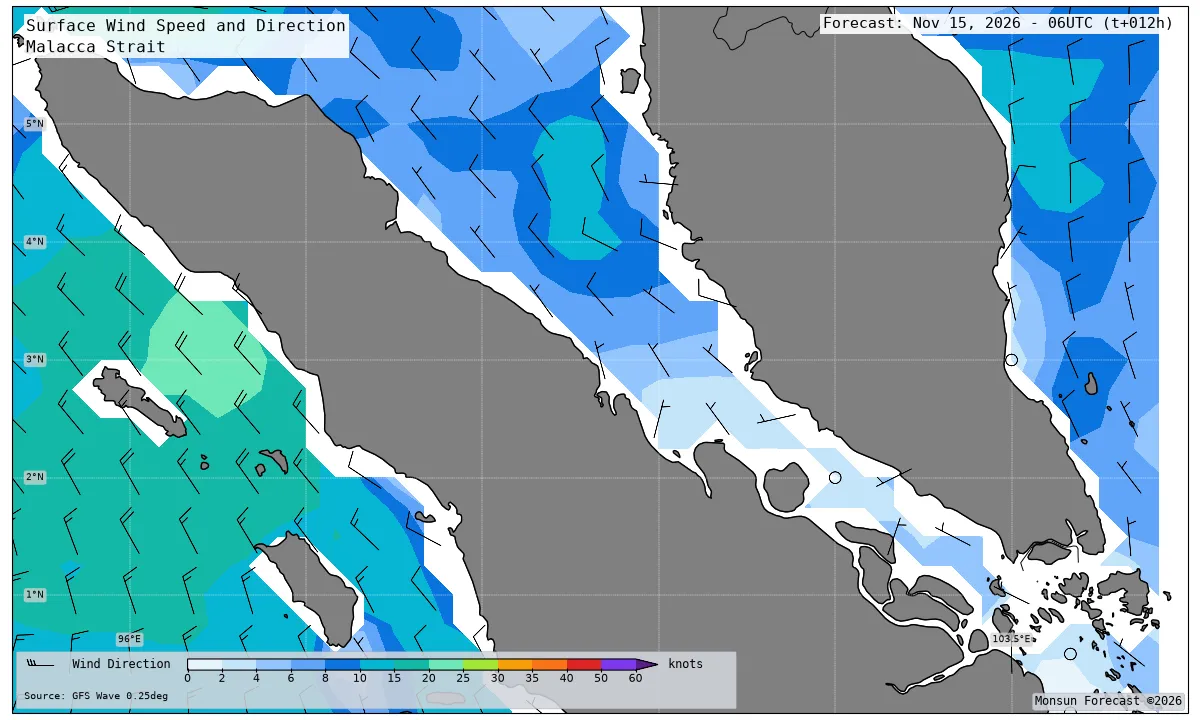 Surface Wind Speed and Direction
Malacca Strait
Forecast: Nov 15, 2026 - 06UTC (t+012h)
5°N
4°N
3°N
2°N
1°N
96°E
103.5°E
Wind Direction
knots
0 2 4 6 8 10 15 20 25 30 35 40 50 60
Source: GFS Wave 0.25deg
Monsun Forecast ©2026